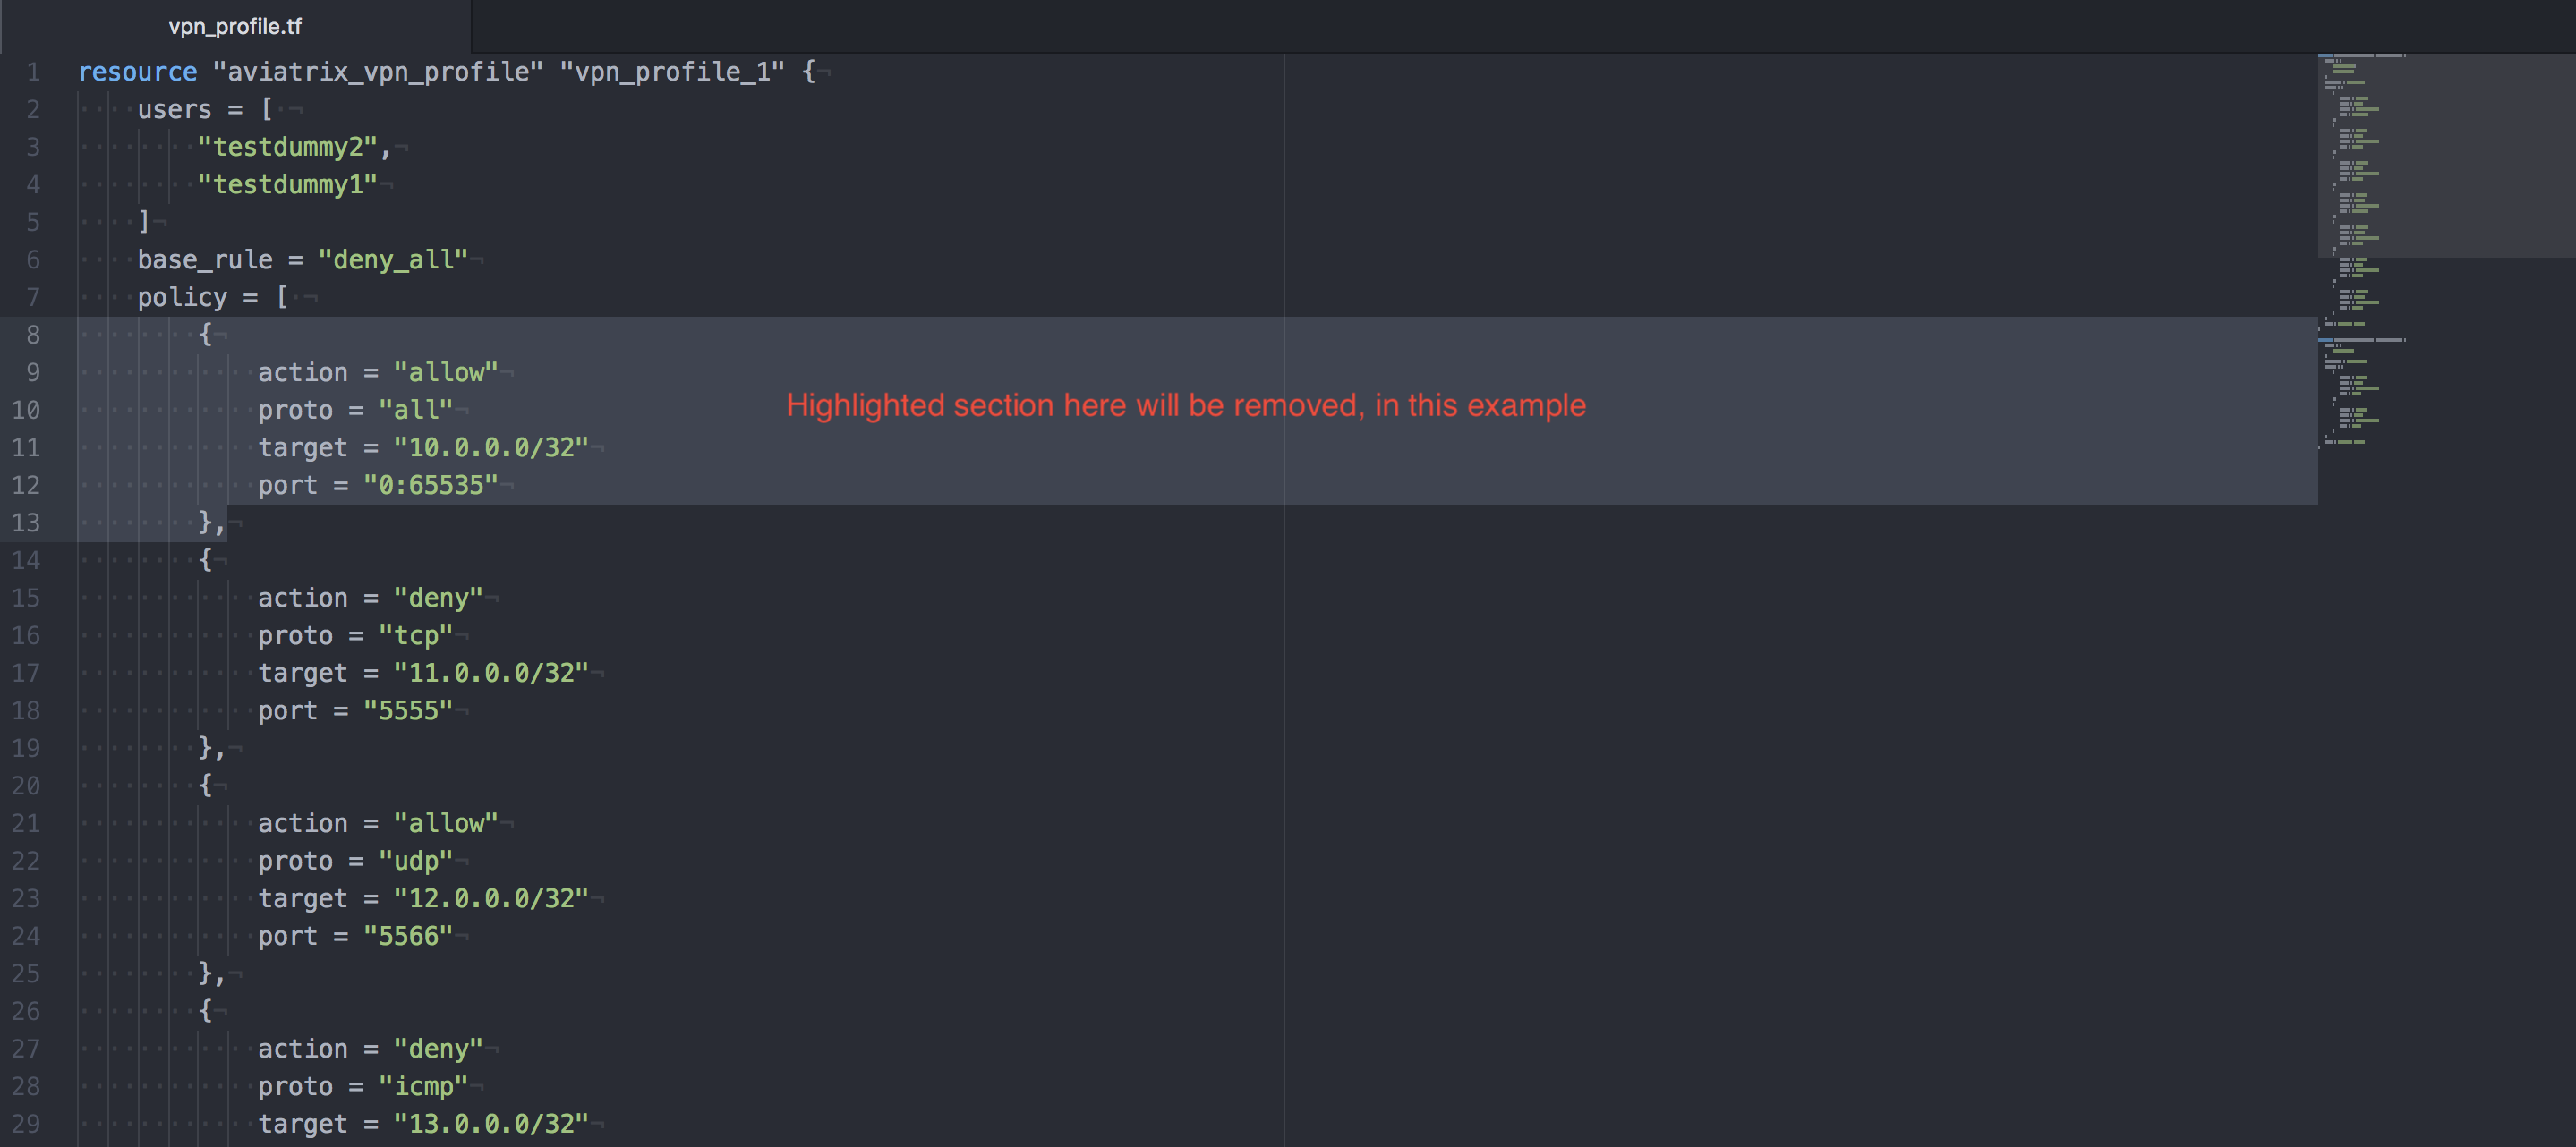 vpn_profile.tf
1 resource "aviatrix_vpn_profile" "vpn_profile_1" {
2     users = [
3         "testdummy2",
4         "testdummy1"
5     ]
6     base_rule = "deny_all"
7     policy = [
8         {
9             action = "allow"
Highlighted section here will be removed, in this example
10             proto = "all"
11             target = "10.0.0.0/32"
12             port = "0:65535"
13         },
14         {
15             action = "deny"
16             proto = "tcp"
17             target = "11.0.0.0/32"
18             port = "5555"
19         },
20         {
21             action = "allow"
22             proto = "udp"
23             target = "12.0.0.0/32"
24             port = "5566"
25         },
26         {
27             action = "deny"
28             proto = "icmp"
29             target = "13.0.0.0/32"